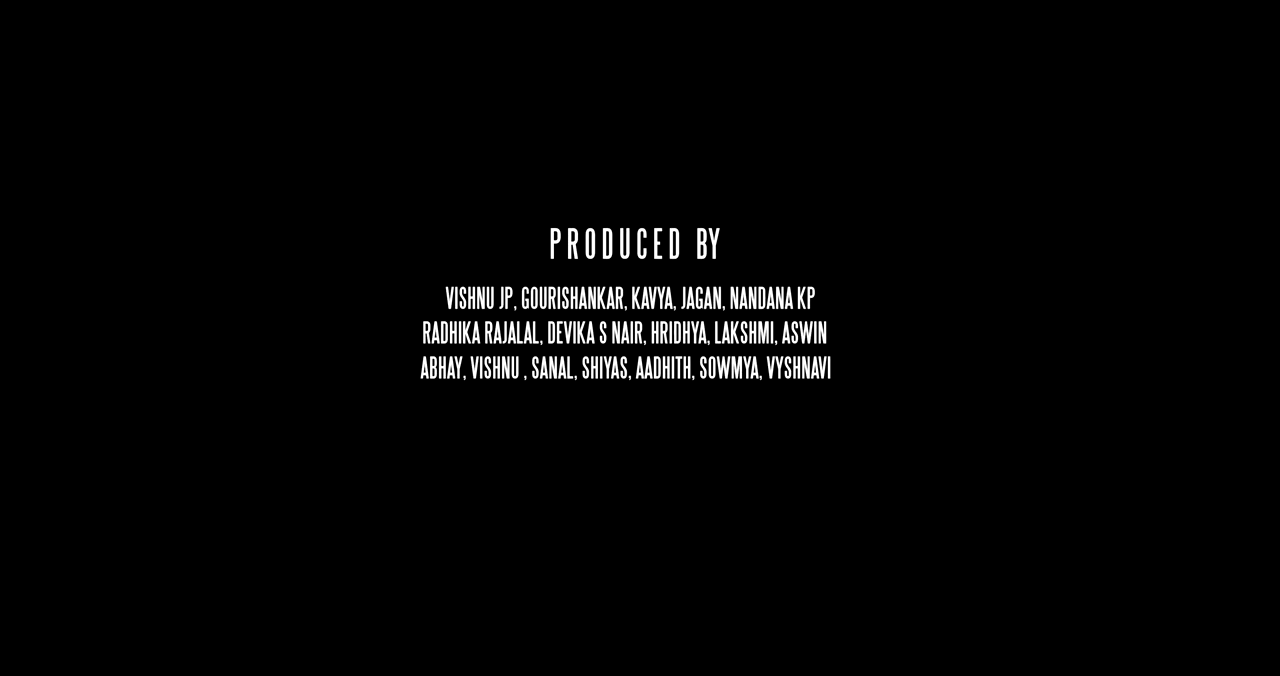 PRODUCED BY
VISHNU JP, GOURISHANKAR, KAVYA, JAGAN, NANDANA KP
RADHIKA RAJALAL, DEVIKA S NAIR, HRIDHYA, LAKSHMI, ASWIN
ABHAY, VISHNU , SANAL, SHIYAS, AADHITH, SOWMYA, VYSHNAVI